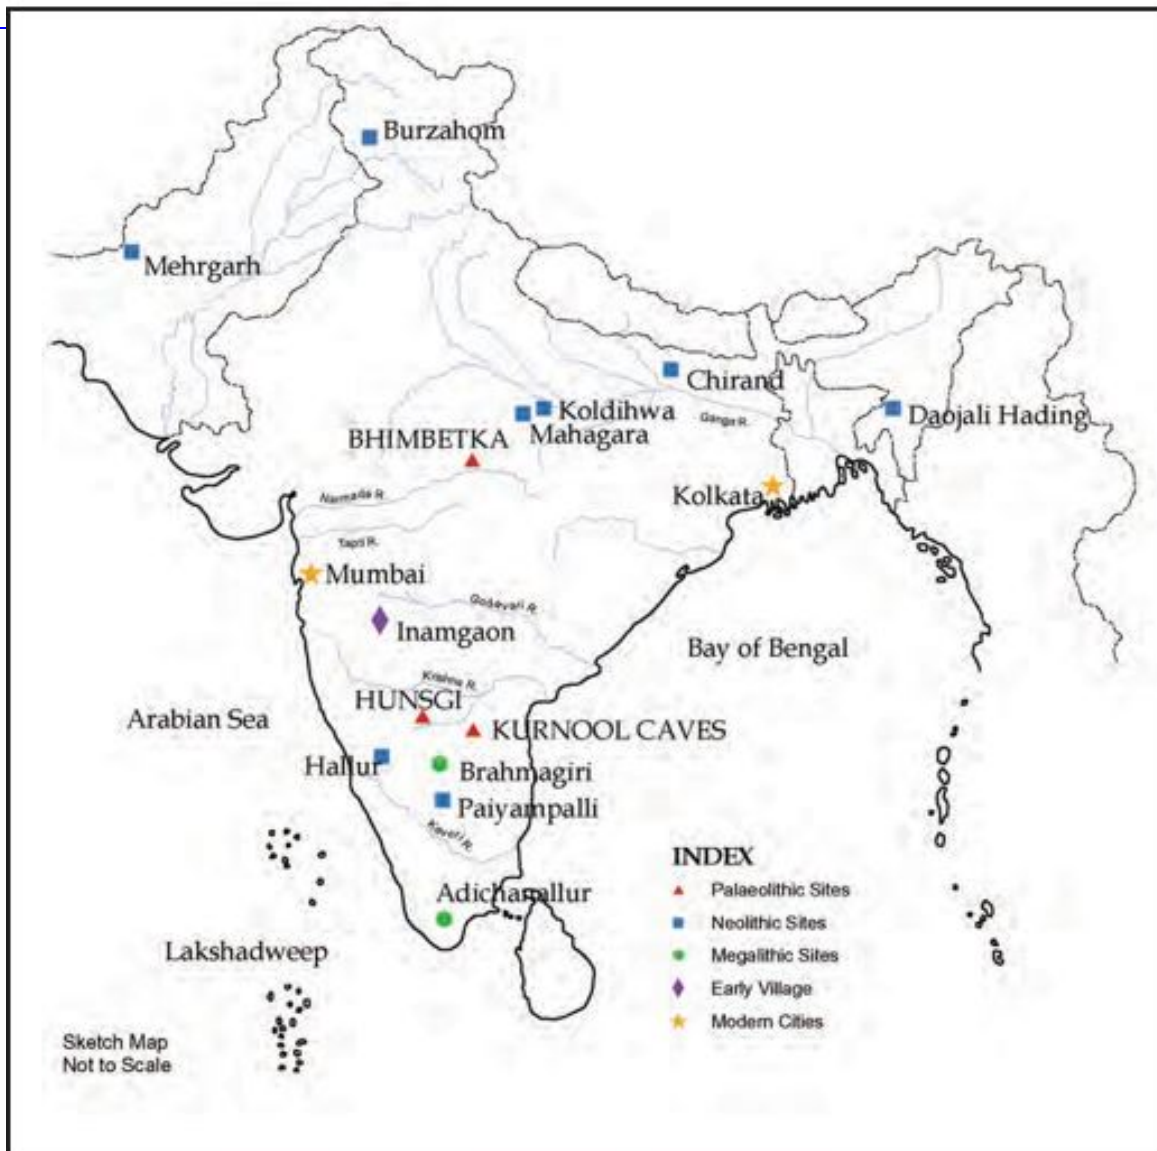 Burzahom
Mehrgarh
Chirand
Koldihwa
Mahagara
Daojali Hading
Ganga R.
BHIMBETKA
Kolkata
Narmada R.
Tapti R.
Mumbai
Godavari R.
Inamgaon
Bay of Bengal
Krishna R.
HUNSGI
Arabian Sea
KURNOOL CAVES
Hallur
Brahmagiri
Paiyampalli
Kaveri R.
INDEX
Palaeolithic Sites
Adichanallur
Neolithic Sites
Lakshadweep
Megalithic Sites
Early Village
Modern Cities
Sketch Map
Not to Scale